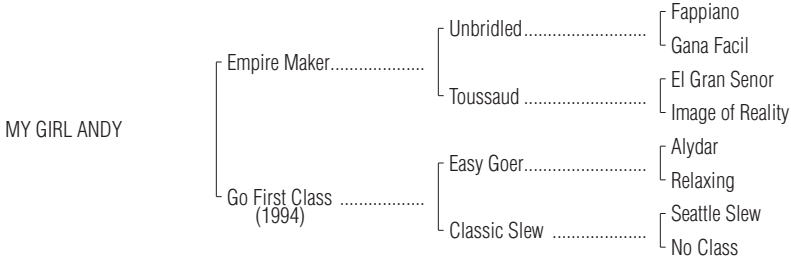 Fappiano
Unbridled..........................
Gana Facil
Empire Maker....................
El Gran Senor
Toussaud ..........................
Image of Reality
MY GIRL ANDY
Alydar
Easy Goer..........................
Relaxing
Go First Class ..................
(1994)
Seattle Slew
Classic Slew ....................
No Class